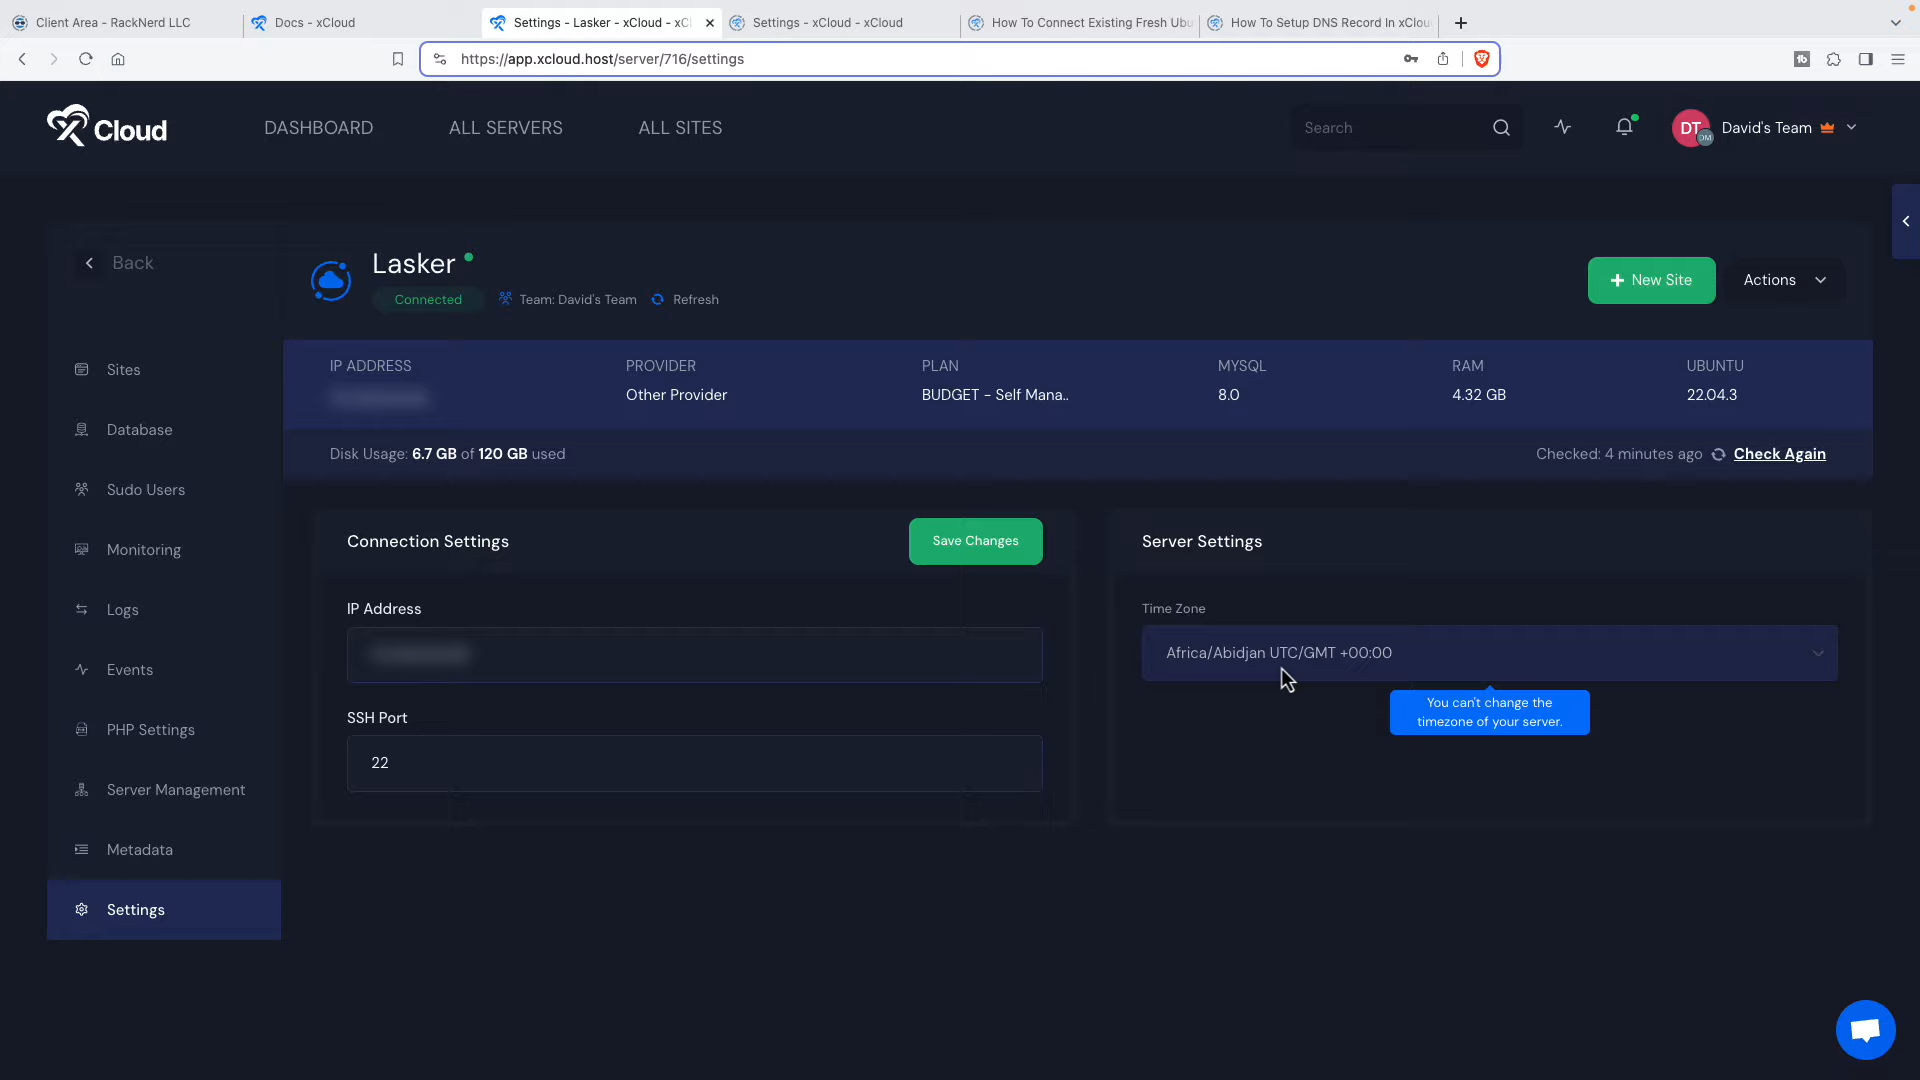 Client Area - RackNerd LLC
Docs - xCloud
Settings - Lasker - xCloud - xCl
Settings - xCloud - xCloud
How To Connect Existing Fresh Ubu
How To Setup DNS Record In xClou
https://app.xcloud.host/server/716/settings
Cloud
DASHBOARD
ALL SERVERS
ALL SITES
Search
DT
DM
David's Team
Back
Lasker
Connected
Team: David's Team
Refresh
New Site
Actions
IP ADDRESS
PROVIDER
PLAN
MYSQL
RAM
UBUNTU
Other Provider
BUDGET - Self Mana..
8.0
4.32 GB
22.04.3
Disk Usage: 6.7 GB of 120 GB used
Checked: 4 minutes ago
Check Again
Sites
Database
Sudo Users
Monitoring
Logs
Events
PHP Settings
Server Management
Metadata
Settings
Connection Settings
Save Changes
IP Address
SSH Port
22
Server Settings
Time Zone
Africa/Abidjan UTC/GMT +00:00
You can't change the
timezone of your server.